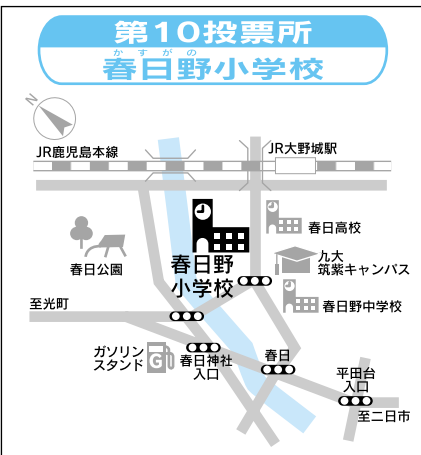 第10投票所
かすがの
春日野小学校
N
JR鹿児島本線
JR大野城駅
春日高校
春日公園
春日野
小学校
九大
筑紫キャンパス
春日野中学校
至光町
ガソリン
スタンド
G
春日神社
入口
春日
平田台
入口
至二日市